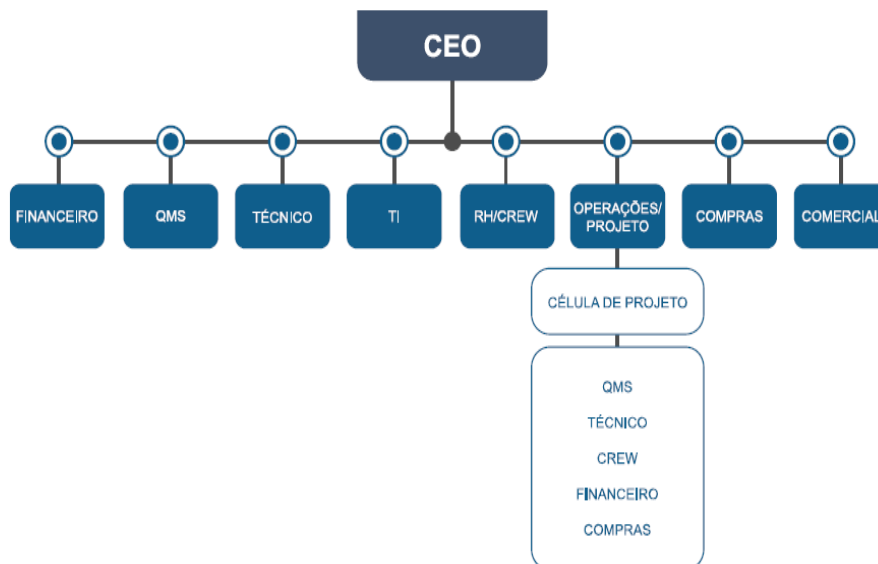 CEO
FINANCEIRO
QMS
TÉCNICO
TI
RH/CREW
OPERAÇÕES/
PROJETO
COMPRAS
COMERCIAL
CÉLULA DE PROJETO
QMS
TÉCNICO
CREW
FINANCEIRO
COMPRAS